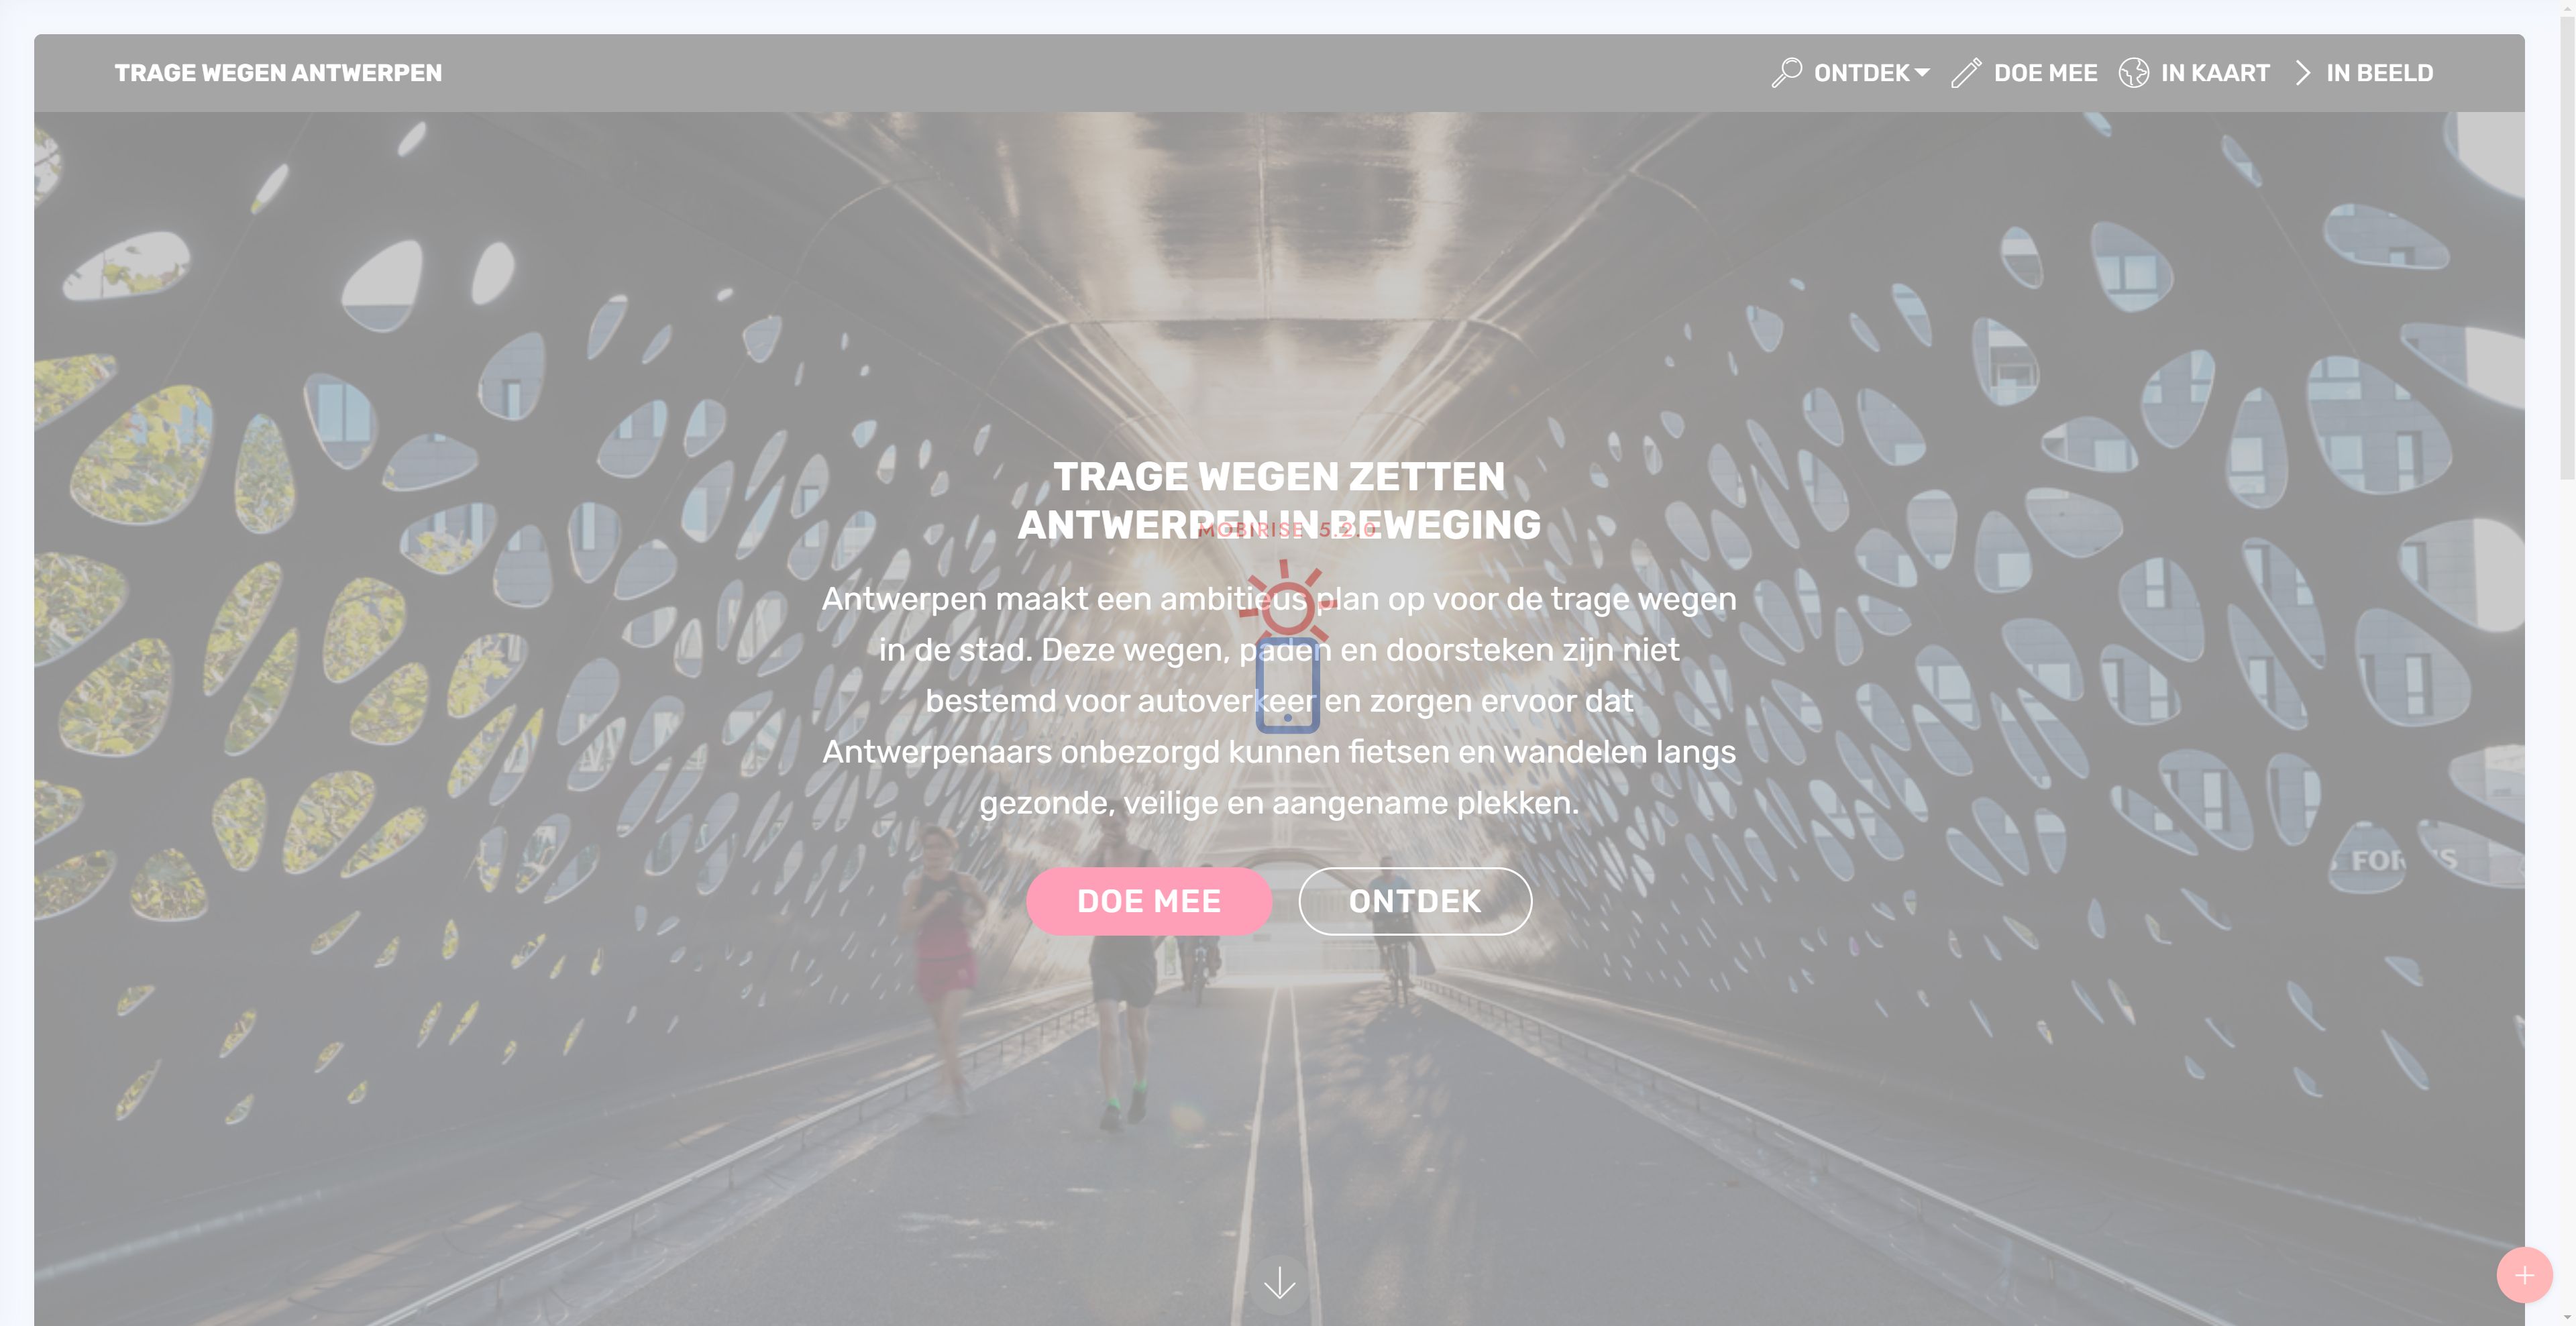 TRAGE WEGEN ANTWERPEN
ONTDEK DOE MEE IN KAART IN BEELD
TRAGE WEGEN ZETTEN
ANTWERPEN IN BEWEGING
MOBIRISE 5.2.0
Antwerpen maakt een ambitieus plan op voor de trage wegen
in de stad. Deze wegen, paden en doorsteken zijn niet
bestemd voor autoverkeer en zorgen ervoor dat
Antwerpenaars onbezorgd kunnen fietsen en wandelen langs
gezonde, veilige en aangename plekken.
DOE MEE ONTDEK